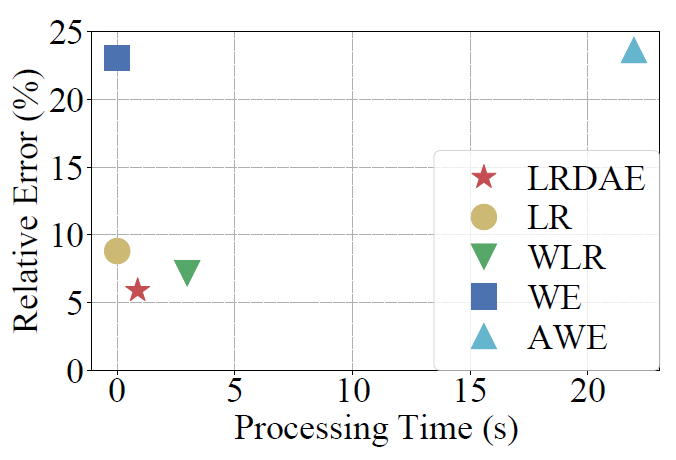 25
20
15
10
5
0
Relative Error (%)
LRDAE
LR
WLR
WE
AWE
0 5 10 15 20
Processing Time (s)